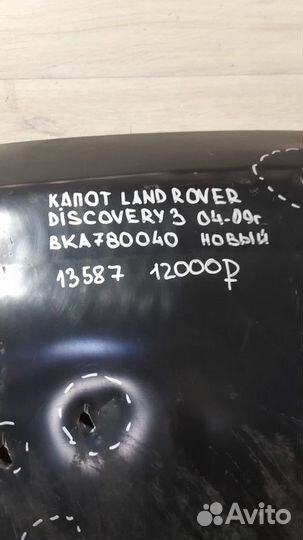 КАПОТ LAND ROVER
DISCOVERY 3 04-09г
BKA780040 НОВЫЙ
13587 12000₽
Avito